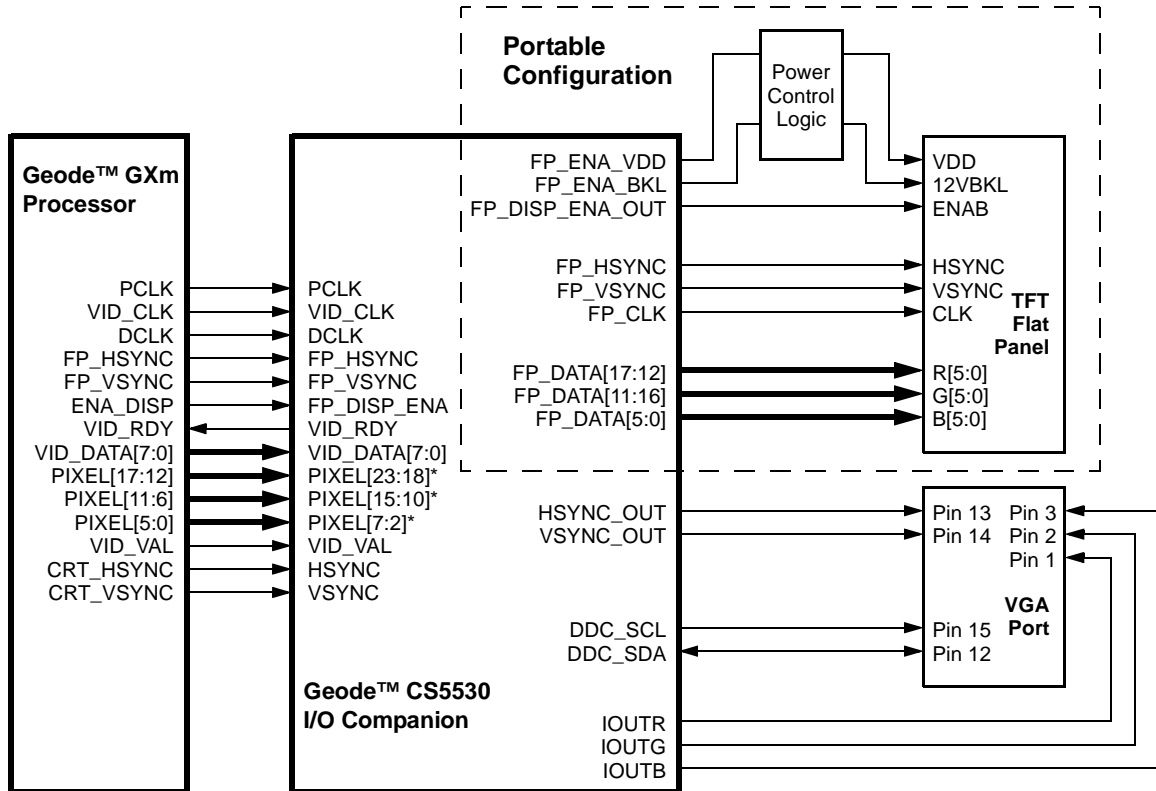 Portable
Configuration
Power
Control
Logic
Geode™ GXm
Processor
PCLK
VID_CLK
DCLK
FP_HSYNC
FP_VSYNC
ENA_DISP
VID_RDY
VID_DATA[7:0]
PIXEL[17:12]
PIXEL[11:6]
PIXEL[5:0]
VID_VAL
CRT_HSYNC
CRT_VSYNC
PCLK
VID_CLK
DCLK
FP_HSYNC
FP_VSYNC
FP_DISP_ENA
VID_RDY
VID_DATA[7:0]
PIXEL[23:18]*
PIXEL[15:10]*
PIXEL[7:2]*
VID_VAL
HSYNC
VSYNC
Geode™ CS5530
I/O Companion
FP_ENA_VDD
FP_ENA_BKL
FP_DISP_ENA_OUT
FP_HSYNC
FP_VSYNC
FP_CLK
FP_DATA[17:12]
FP_DATA[11:16]
FP_DATA[5:0]
HSYNC_OUT
VSYNC_OUT
DDC_SCL
DDC_SDA
IOUTR
IOUTG
IOUTB
VDD
12VBKL
ENAB
HSYNC
VSYNC
CLK
TFT
Flat
Panel
R[5:0]
G[5:0]
B[5:0]
Pin 13 Pin 3
Pin 14 Pin 2
Pin 1
VGA
Port
Pin 15
Pin 12